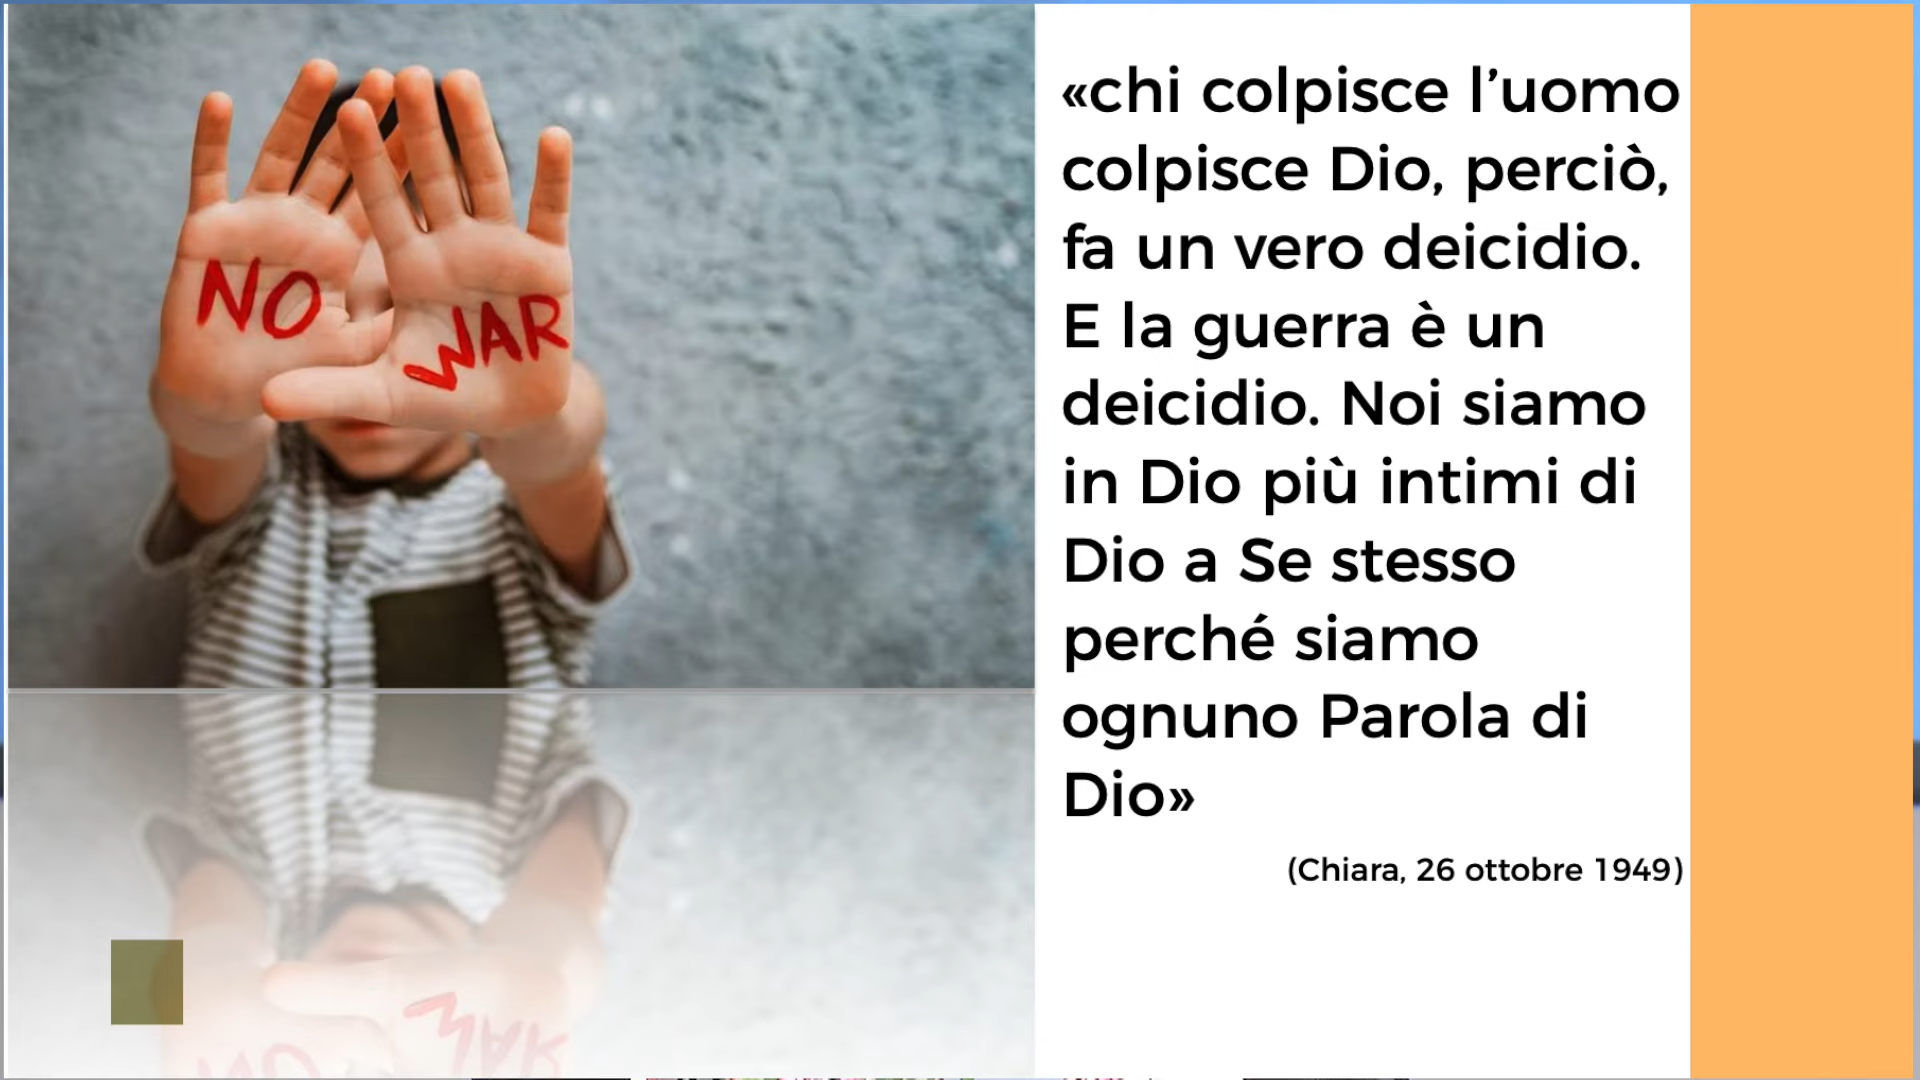 NO
WAR
«chi colpisce l’uomo
colpisce Dio, perciò,
fa un vero deicidio.
E la guerra è un
deicidio. Noi siamo
in Dio più intimi di
Dio a Se stesso
perché siamo
ognuno Parola di
Dio»
(Chiara, 26 ottobre 1949)